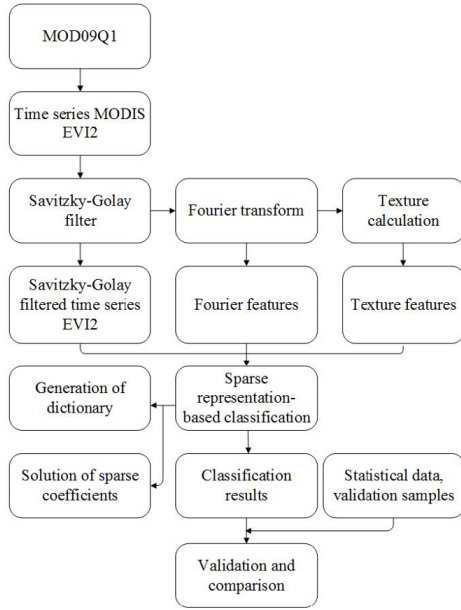 MOD09Q1
Time series MODIS
EVI2
Savitzky-Golay
filter
Fourier transform
Texture
calculation
Savitzky-Golay
filtered time series
EVI2
Fourier features
Texture features
Generation of
dictionary
Sparse
representation-
based classification
Solution of sparse
coefficients
Classification
results
Statistical data,
validation samples
Validation and
comparison